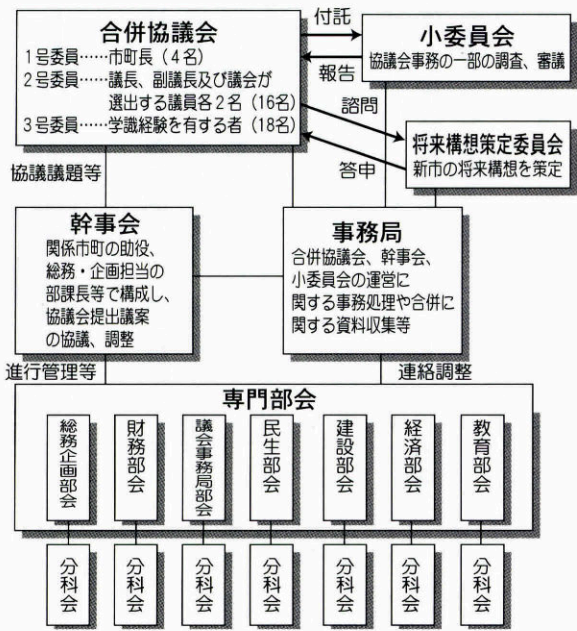 合併協議会
1号委員……市町長(4名)
2号委員……議長、副議長及び議会が
選出する議員各2名(16名)
3号委員……学識経験を有する者(18名)
付託
報告
小委員会
協議会事務の一部の調査、審議
諮問
答申
将来構想策定委員会
新市の将来構想を策定
協議議題等
幹事会
関係市町の助役、
総務・企画担当の
部課長等で構成し、
協議会提出議案
の協議、調整
事務局
合併協議会、幹事会、
小委員会の運営に
関する事務処理や合併に
関する資料収集等
進行管理等
連絡調整
専門部会
総務企画部会
財務部会
議会事務局部会
民生部会
建設部会
経済部会
教育部会
分科会
分科会
分科会
分科会
分科会
分科会
分科会